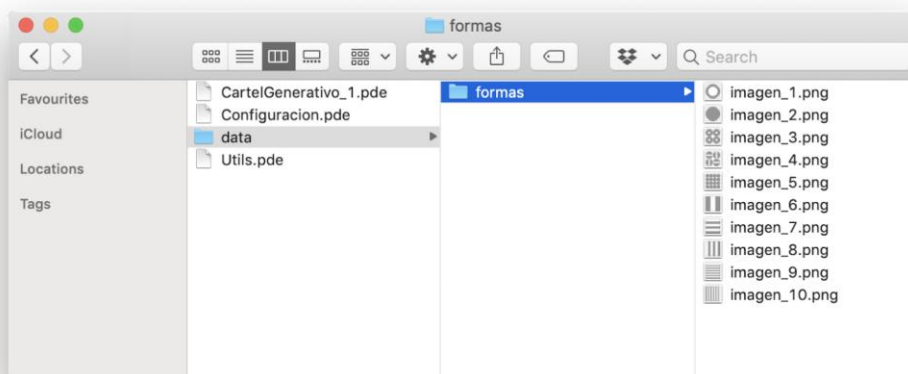 formas
Search
Favourites
iCloud
Locations
Tags
CartelGenerativo_1.pde
Configuracion.pde
data
Utils.pde
formas
imagen_1.png
imagen_2.png
imagen_3.png
imagen_4.png
imagen_5.png
imagen_6.png
imagen_7.png
imagen_8.png
imagen_9.png
imagen_10.png